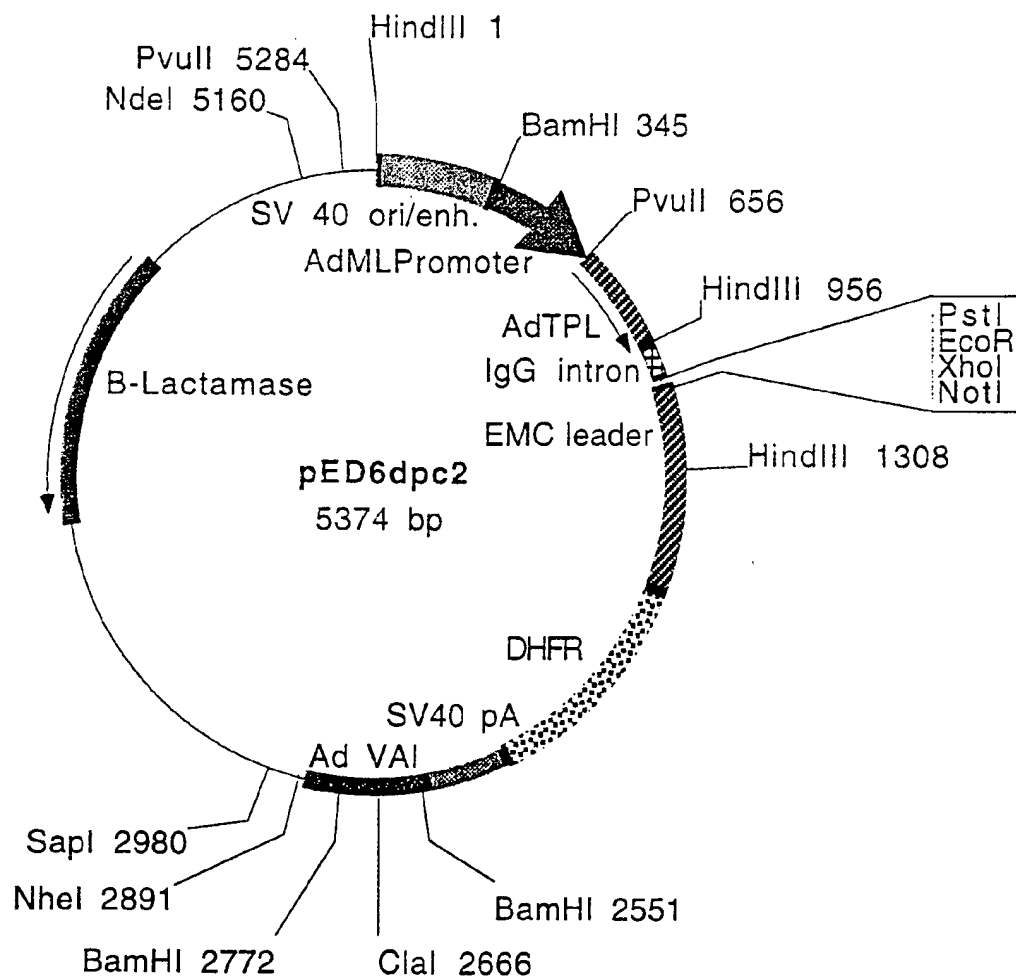 HindIII 1
PvuII 5284
NdeI 5160
BamHI 345
SV 40 ori/enh.
PvuII 656
AdMLPromoter
HindIII 956
PstI
EcoR
XhoI
NotI
AdTPL
IgG intron
B-Lactamase
EMC leader
HindIII 1308
pED6dpc2
5374 bp
DHFR
SV40 pA
Ad VAI
SapI 2980
NheI 2891
BamHI 2551
BamHI 2772
ClaI 2666